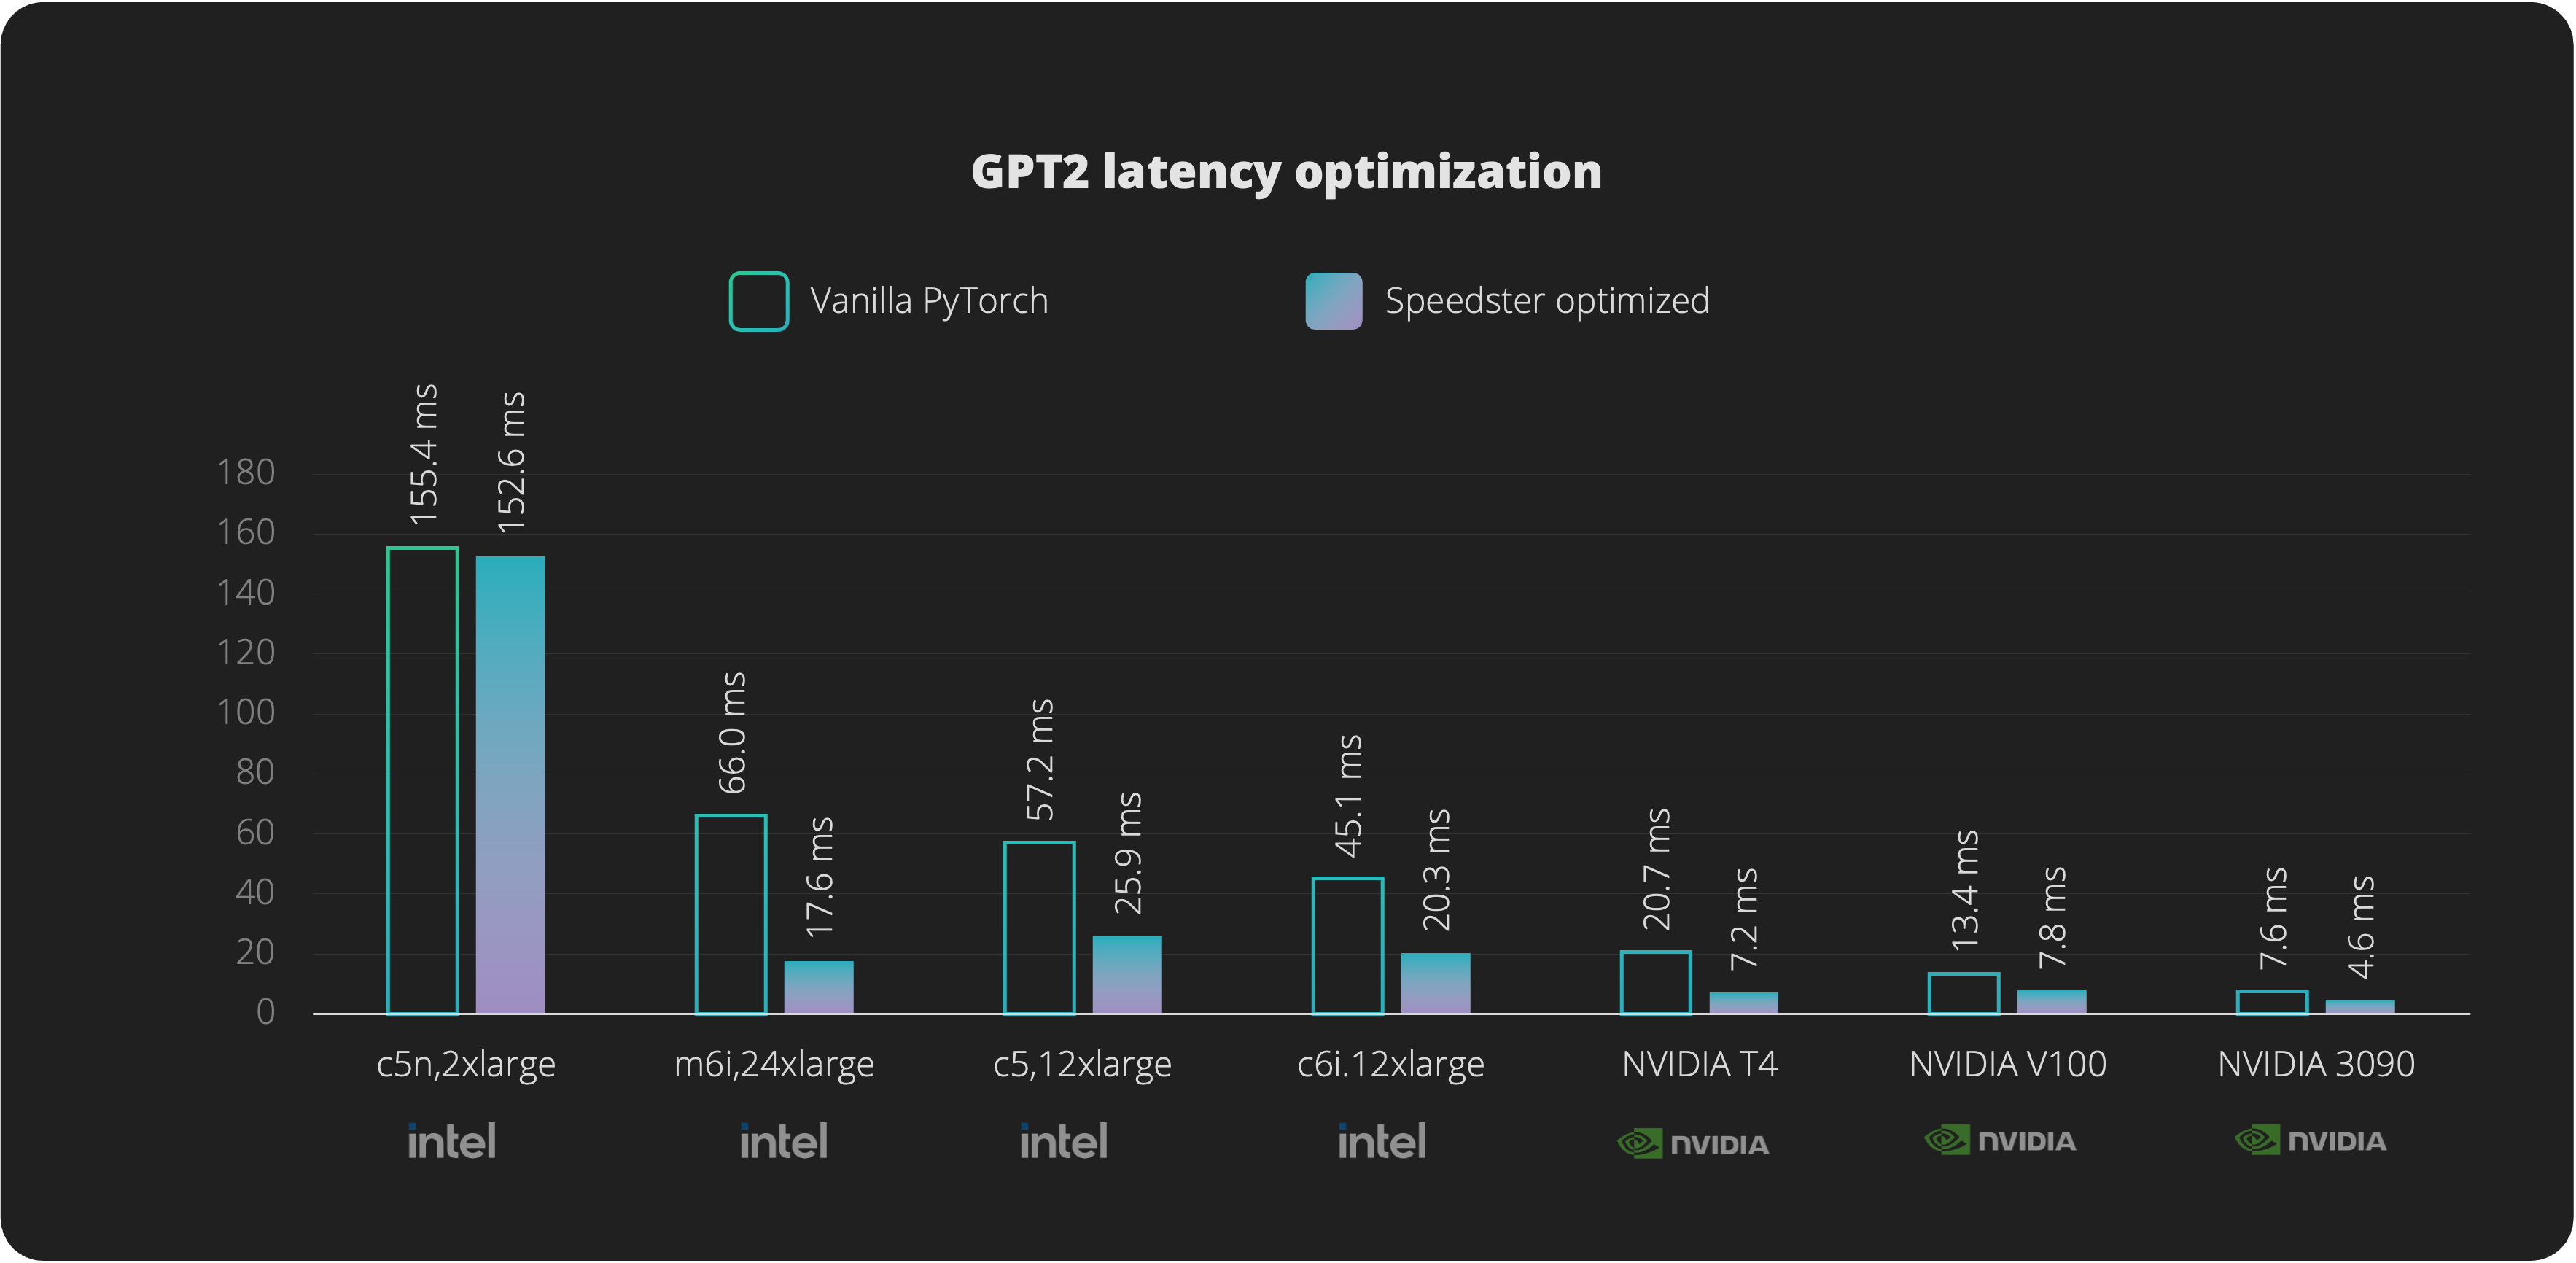 GPT2 latency optimization
Vanilla PyTorch
Speedster optimized
155.4 ms
152.6 ms
66.0 ms
17.6 ms
57.2 ms
25.9 ms
45.1 ms
20.3 ms
20.7 ms
7.2 ms
13.4 ms
7.8 ms
7.6 ms
4.6 ms
180
160
140
120
100
80
60
40
20
0
c5n,2xlarge
m6i,24xlarge
c5,12xlarge
c6i.12xlarge
NVIDIA T4
NVIDIA V100
NVIDIA 3090
intel
intel
intel
intel
NVIDIA
NVIDIA
NVIDIA